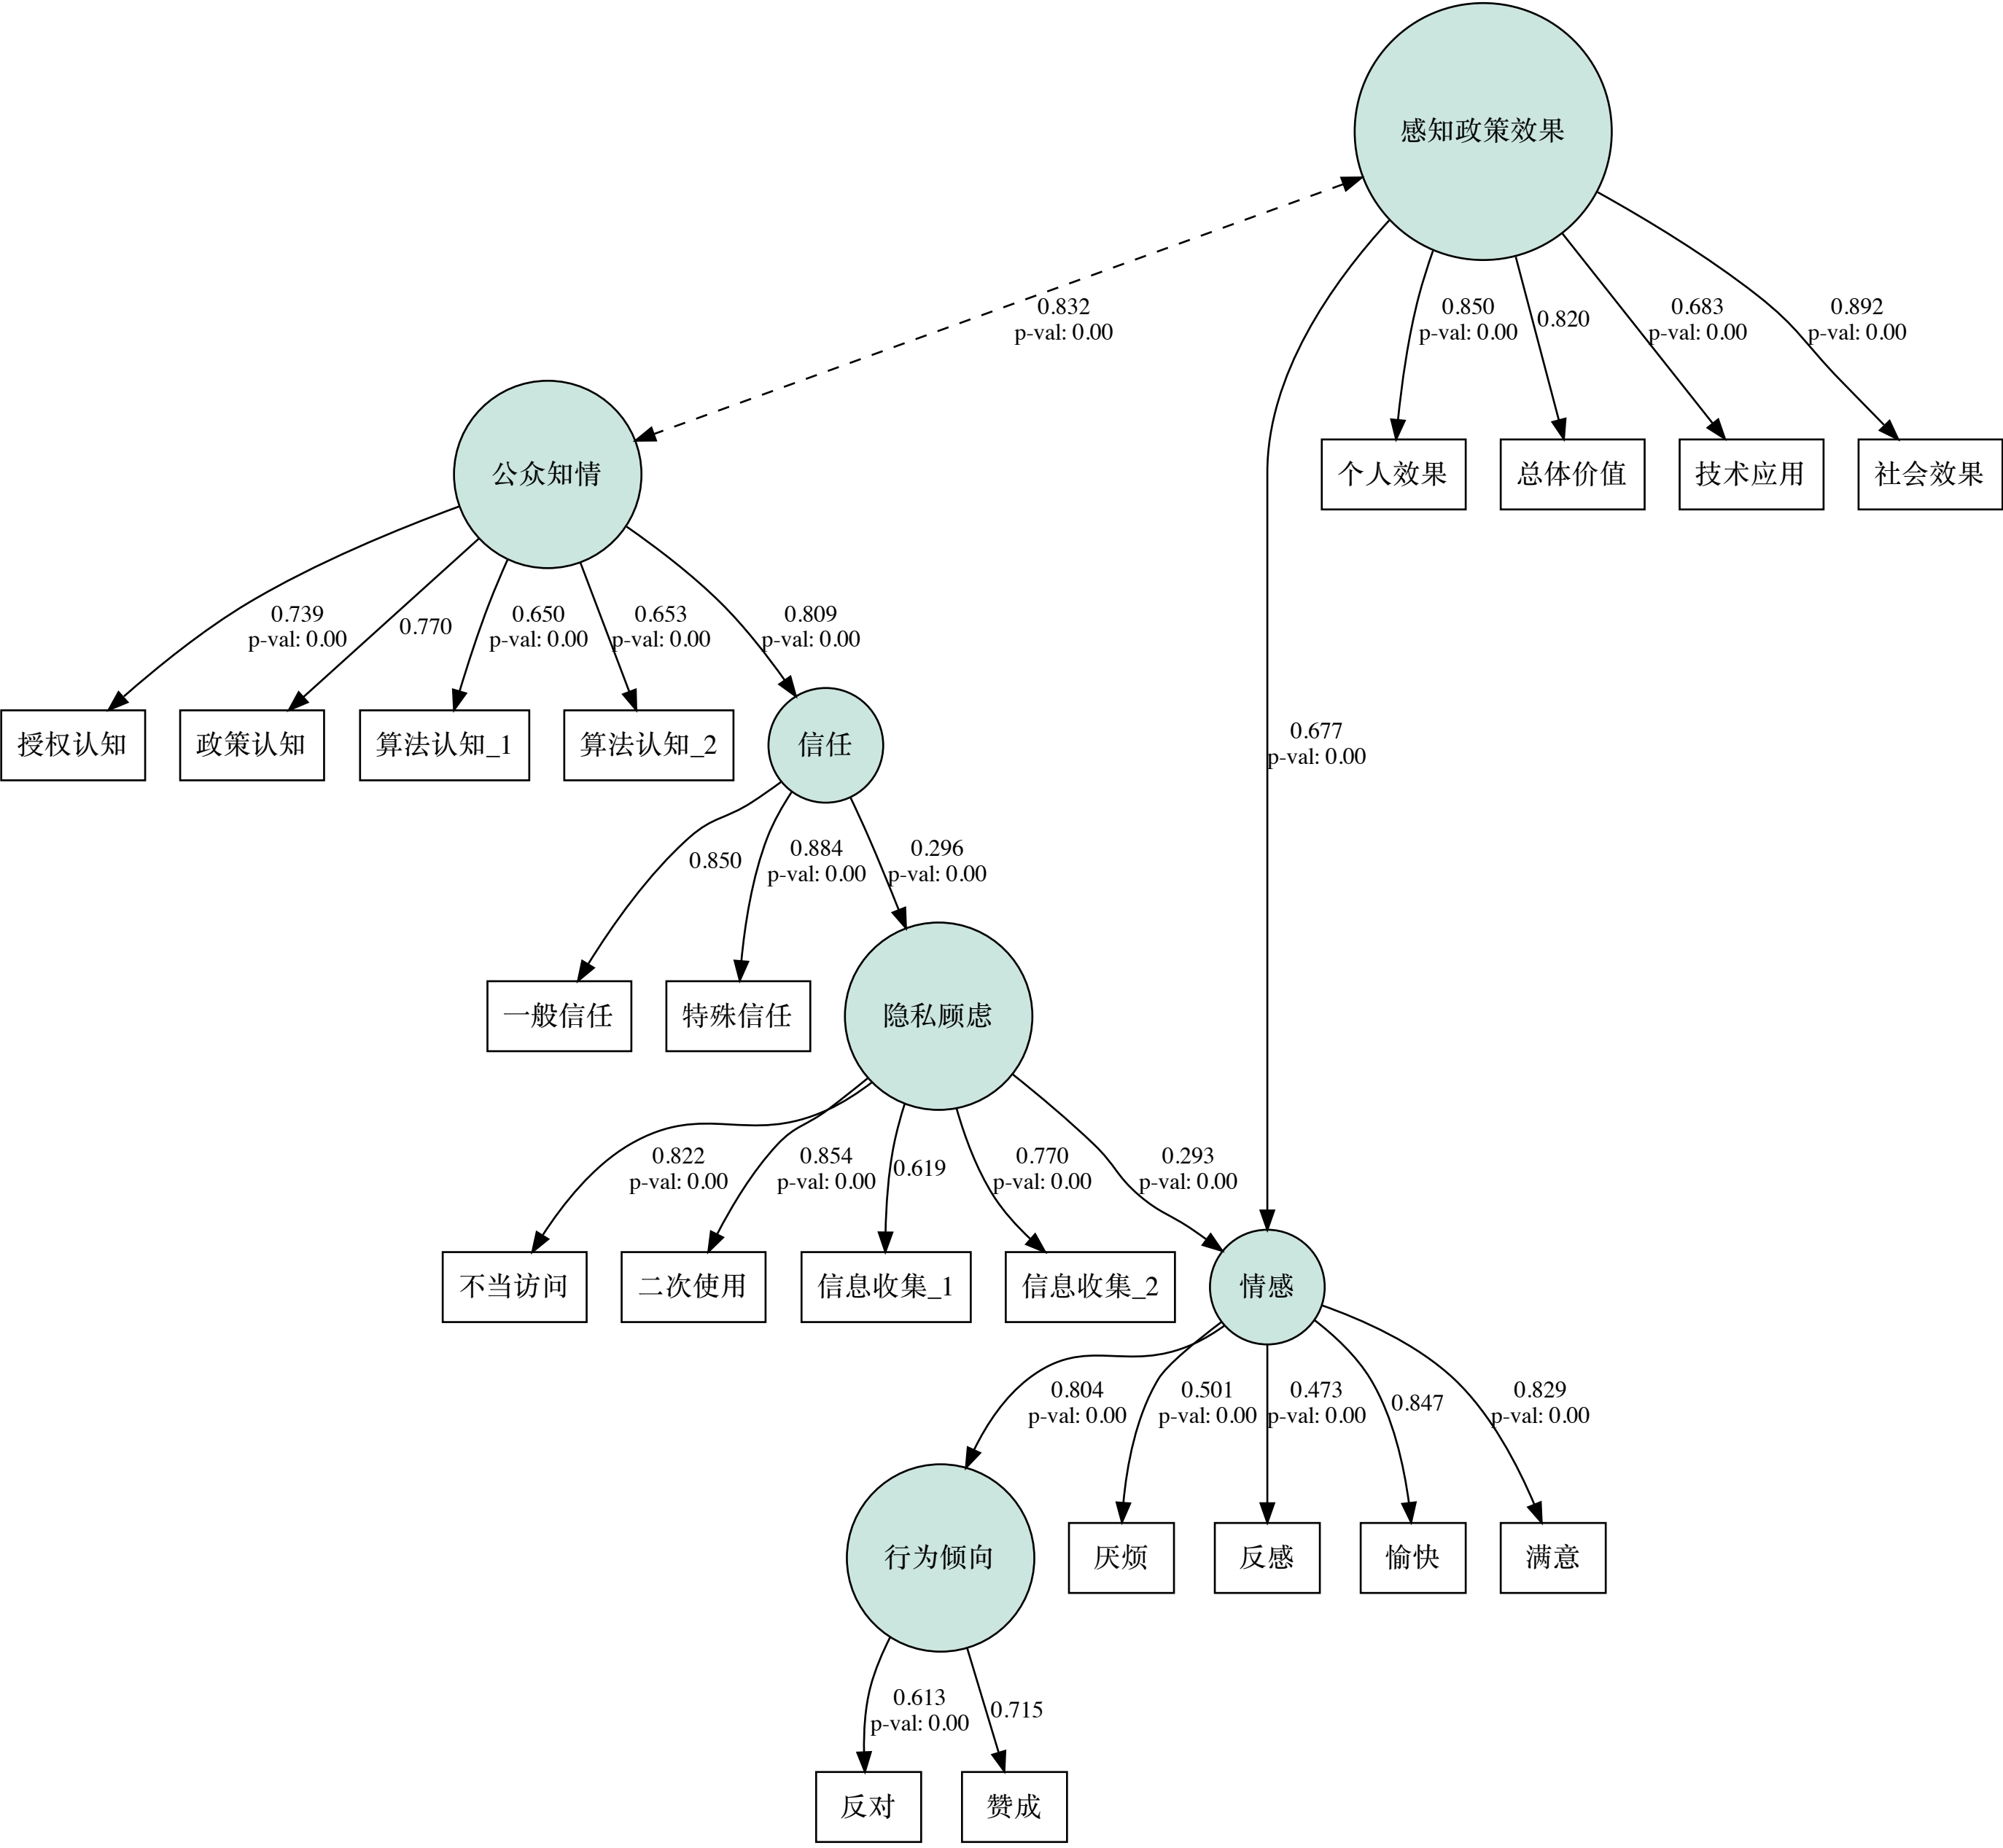 感知政策效果
0.832
p-val: 0.00
0.850
p-val: 0.00
0.820
0.683
p-val: 0.00
0.892
p-val: 0.00
公众知情
个人效果
总体价值
技术应用
社会效果
0.739
p-val: 0.00
0.770
0.650
p-val: 0.00
0.653
p-val: 0.00
0.809
p-val: 0.00
0.677
p-val: 0.00
授权认知
政策认知
算法认知_1
算法认知_2
信任
0.850
0.884
p-val: 0.00
0.296
p-val: 0.00
一般信任
特殊信任
隐私顾虑
0.822
p-val: 0.00
0.854
p-val: 0.00
0.619
0.770
p-val: 0.00
0.293
p-val: 0.00
不当访问
二次使用
信息收集_1
信息收集_2
情感
0.804
p-val: 0.00
0.501
p-val: 0.00
0.473
p-val: 0.00
0.847
0.829
p-val: 0.00
行为倾向
厌烦
反感
愉快
满意
0.613
p-val: 0.00
0.715
反对
赞成